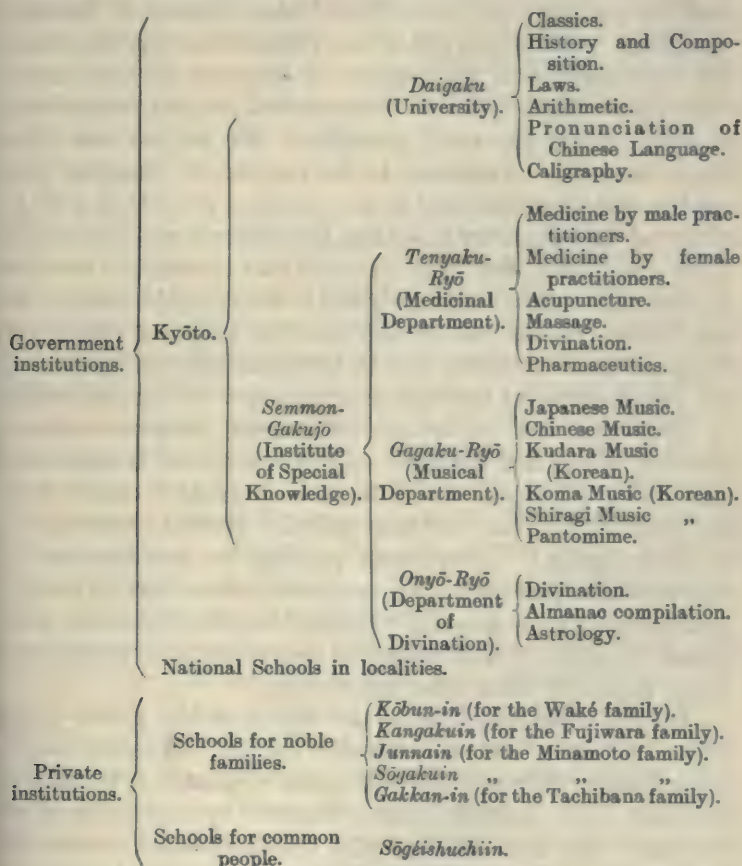 Government
institutions.
Kyōto.
Daigaku
(University).
Classics.
History and Compo-
sition.
Laws.
Arithmetic.
Pronunciation of
Chinese Language.
Caligraphy.
Semmon-
Gakujo
(Institute
of Special
Knowledge).
Tenyaku-
Ryō
(Medicinal
Department).
Medicine by male prac-
titioners.
Medicine by female
practitioners.
Acupuncture.
Massage.
Divination.
Pharmaceutics.
Gagaku-Ryō
(Musical
Department).
Japanese Music.
Chinese Music.
Kudara Music
(Korean).
Koma Music (Korean).
Shiragi Music „
Pantomime.
Onyō-Ryō
(Department
of
Divination).
Divination.
Almanac compilation.
Astrology.
National Schools in localities.
Private
institutions.
Schools for noble
families.
Kōbun-in (for the Waké family).
Kangakuin (for the Fujiwara family).
Junnain (for the Minamoto family).
Sōgakuin „ „ „
Gakkan-in (for the Tachibana family).
Schools for common
people.
Sōgéishuchiin.